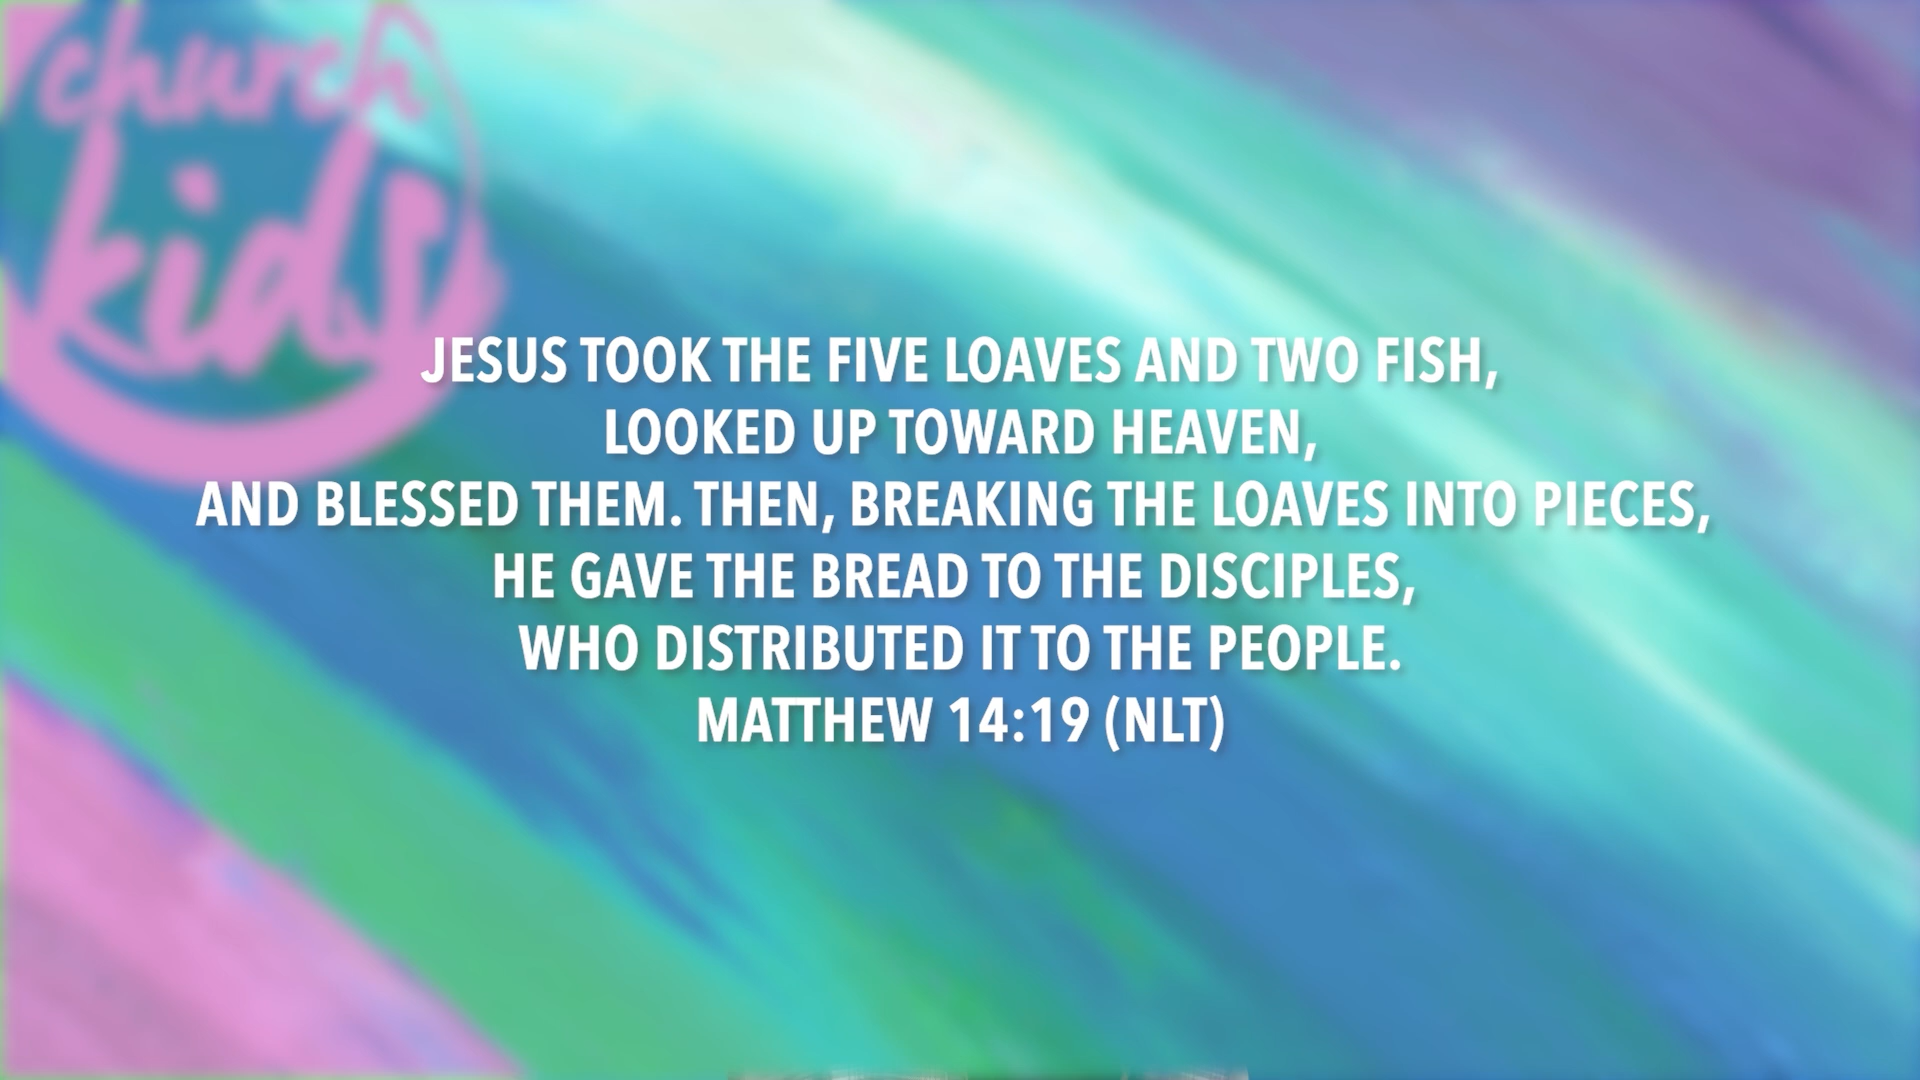 church
kids
JESUS TOOK THE FIVE LOAVES AND TWO FISH,
LOOKED UP TOWARD HEAVEN,
AND BLESSED THEM. THEN, BREAKING THE LOAVES INTO PIECES,
HE GAVE THE BREAD TO THE DISCIPLES,
WHO DISTRIBUTED IT TO THE PEOPLE.
MATTHEW 14:19 (NLT)